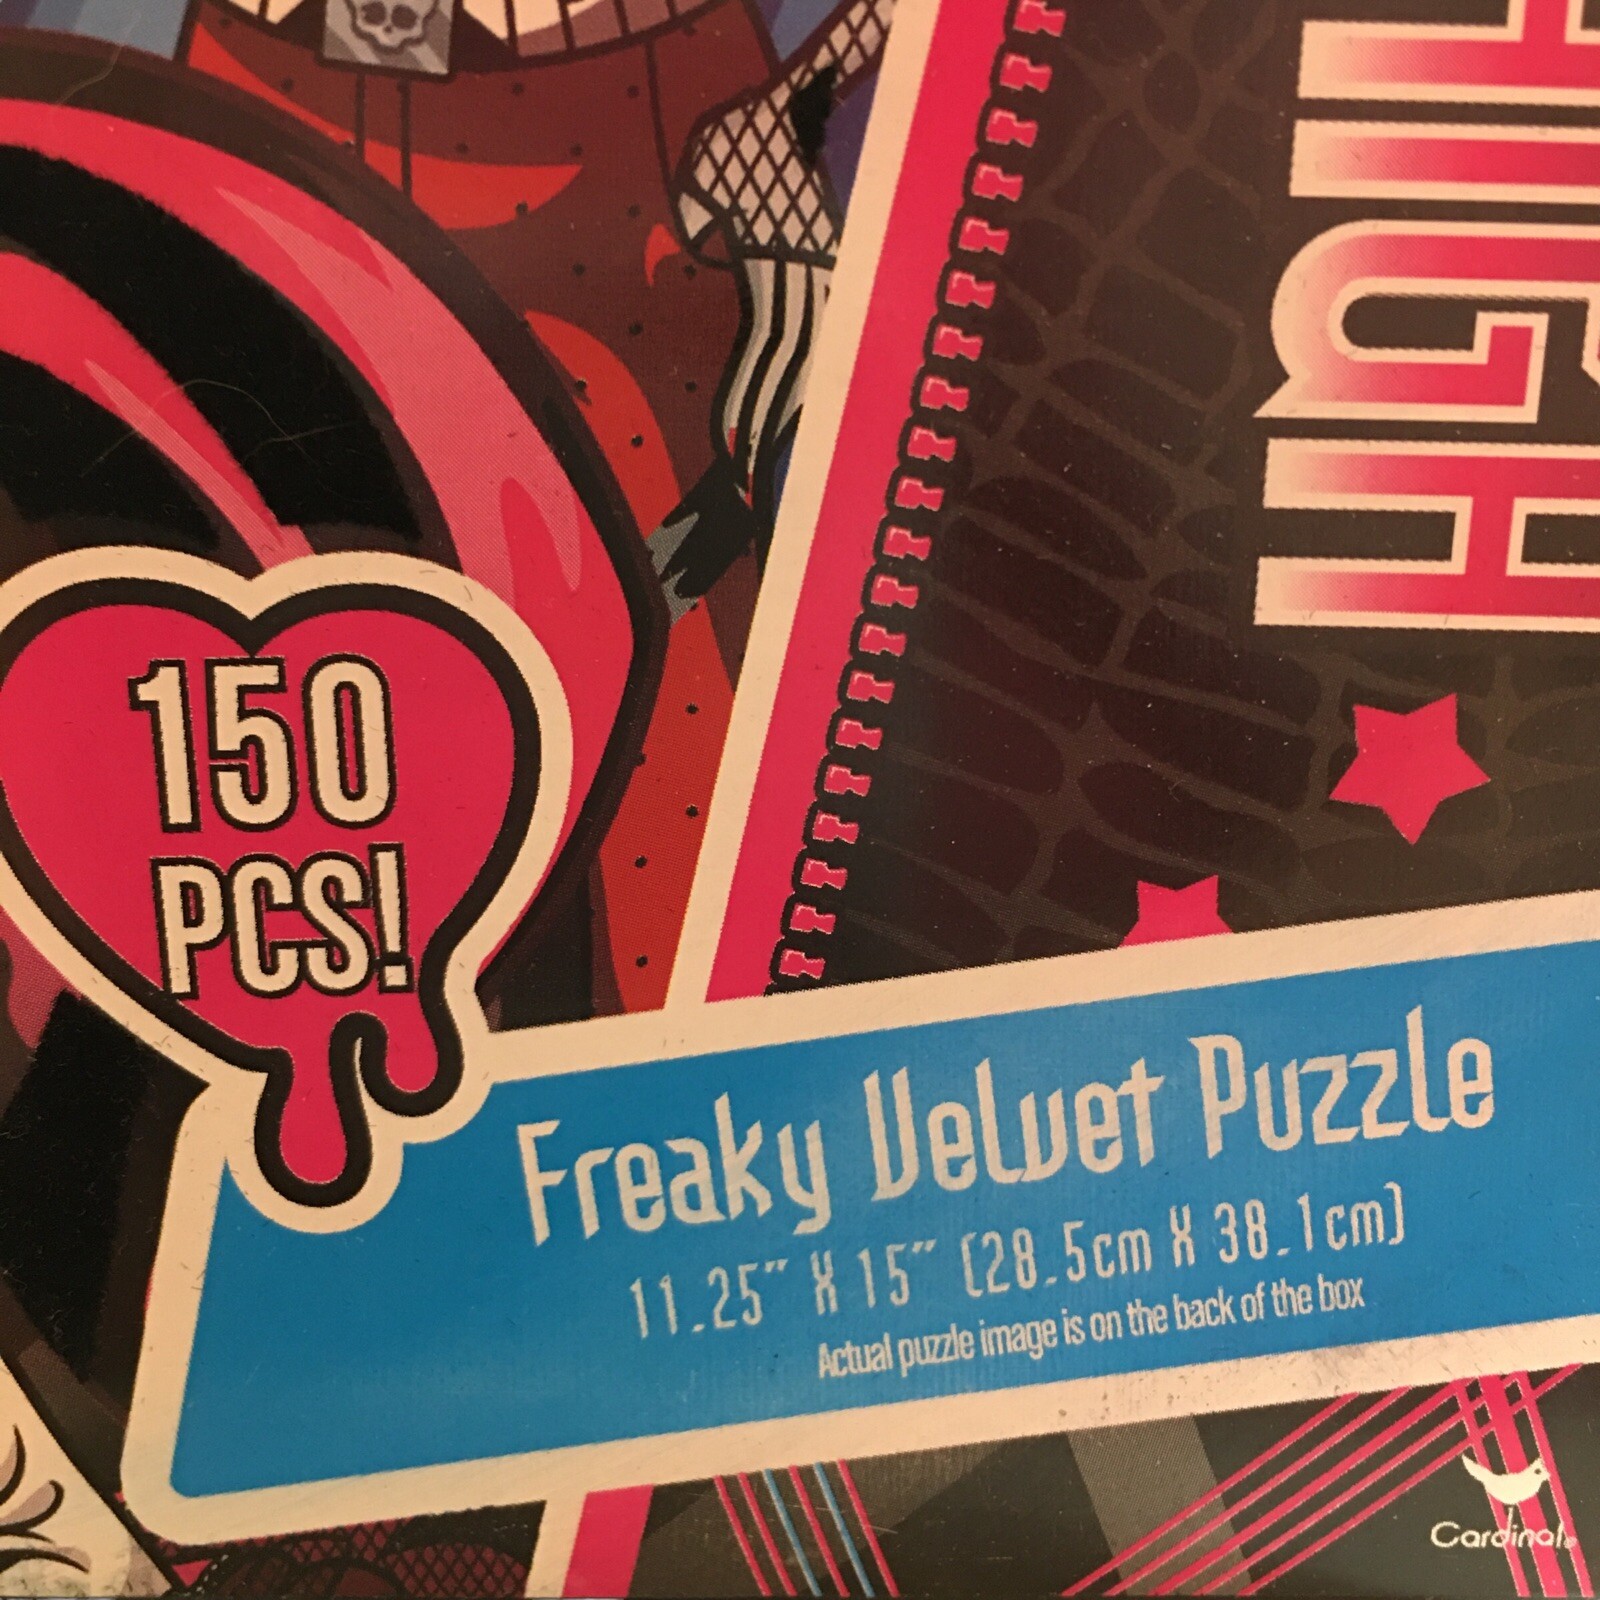 HIGH
150
PCS!
Freaky Velvet Puzzle
11.25" X 15" (28.5cm X 38.1cm)
Actual puzzle image is on the back of the box
Cardinal®